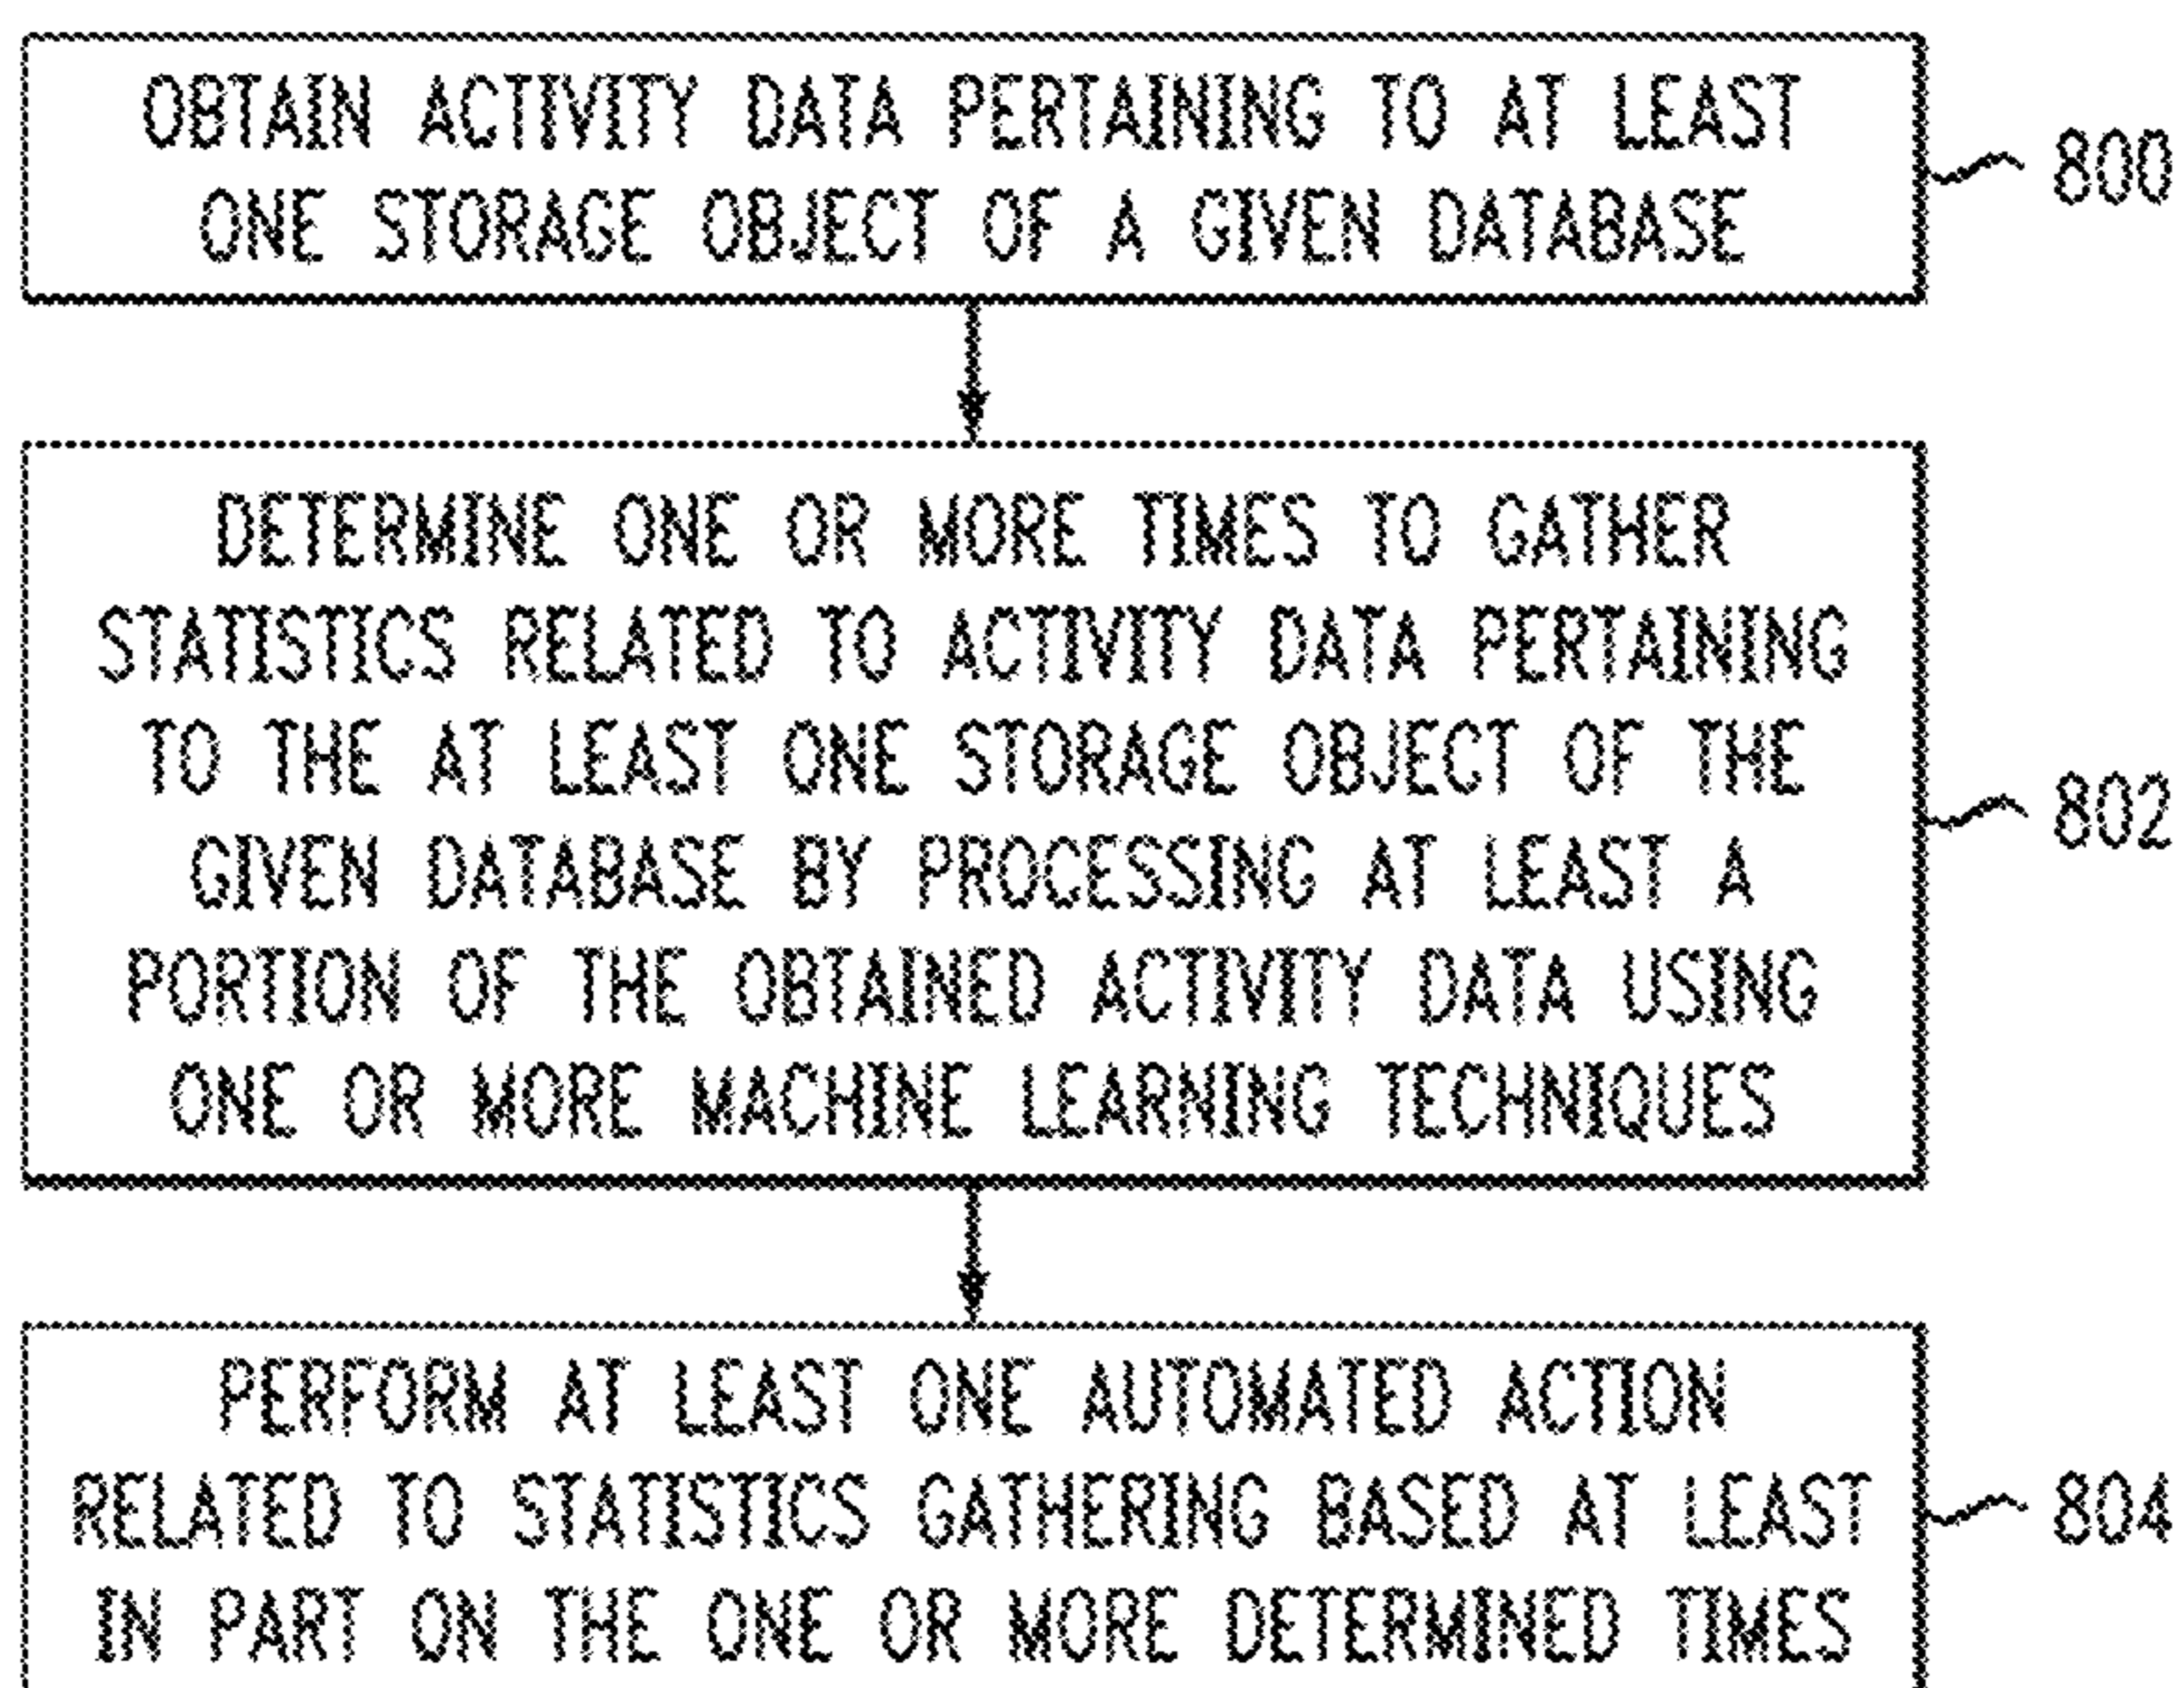 OBTAIN ACTIVITY DATA PERTAINING TO AT LEAST
ONE STORAGE OBJECT OF A GIVEN DATABASE
800
DETERMINE ONE OR MORE TIMES TO GATHER
STATISTICS RELATED TO ACTIVITY DATA PERTAINING
TO THE AT LEAST ONE STORAGE OBJECT OF THE
GIVEN DATABASE BY PROCESSING AT LEAST A
PORTION OF THE OBTAINED ACTIVITY DATA USING
ONE OR MORE MACHINE LEARNING TECHNIQUES
802
PERFORM AT LEAST ONE AUTOMATED ACTION
RELATED TO STATISTICS GATHERING BASED AT LEAST
IN PART ON THE ONE OR MORE DETERMINED TIMES
804